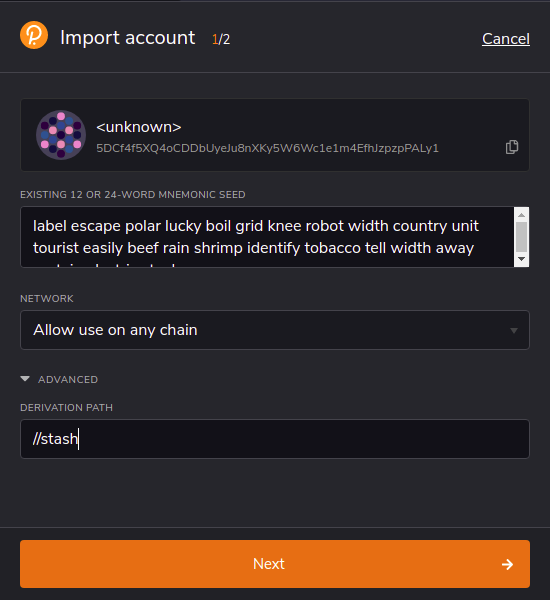 Import account 1/2 Cancel
<unknown>
5DCf4f5XQ4oCDDbUyeJu8nXKy5W6Wc1e1m4EfhJzpzpPALy1
EXISTING 12 OR 24-WORD MNEMONIC SEED
label escape polar lucky boil grid knee robot width country unit
tourist easily beef rain shrimp identify tobacco tell width away
NETWORK
Allow use on any chain
ADVANCED
DERIVATION PATH
//stash
Next